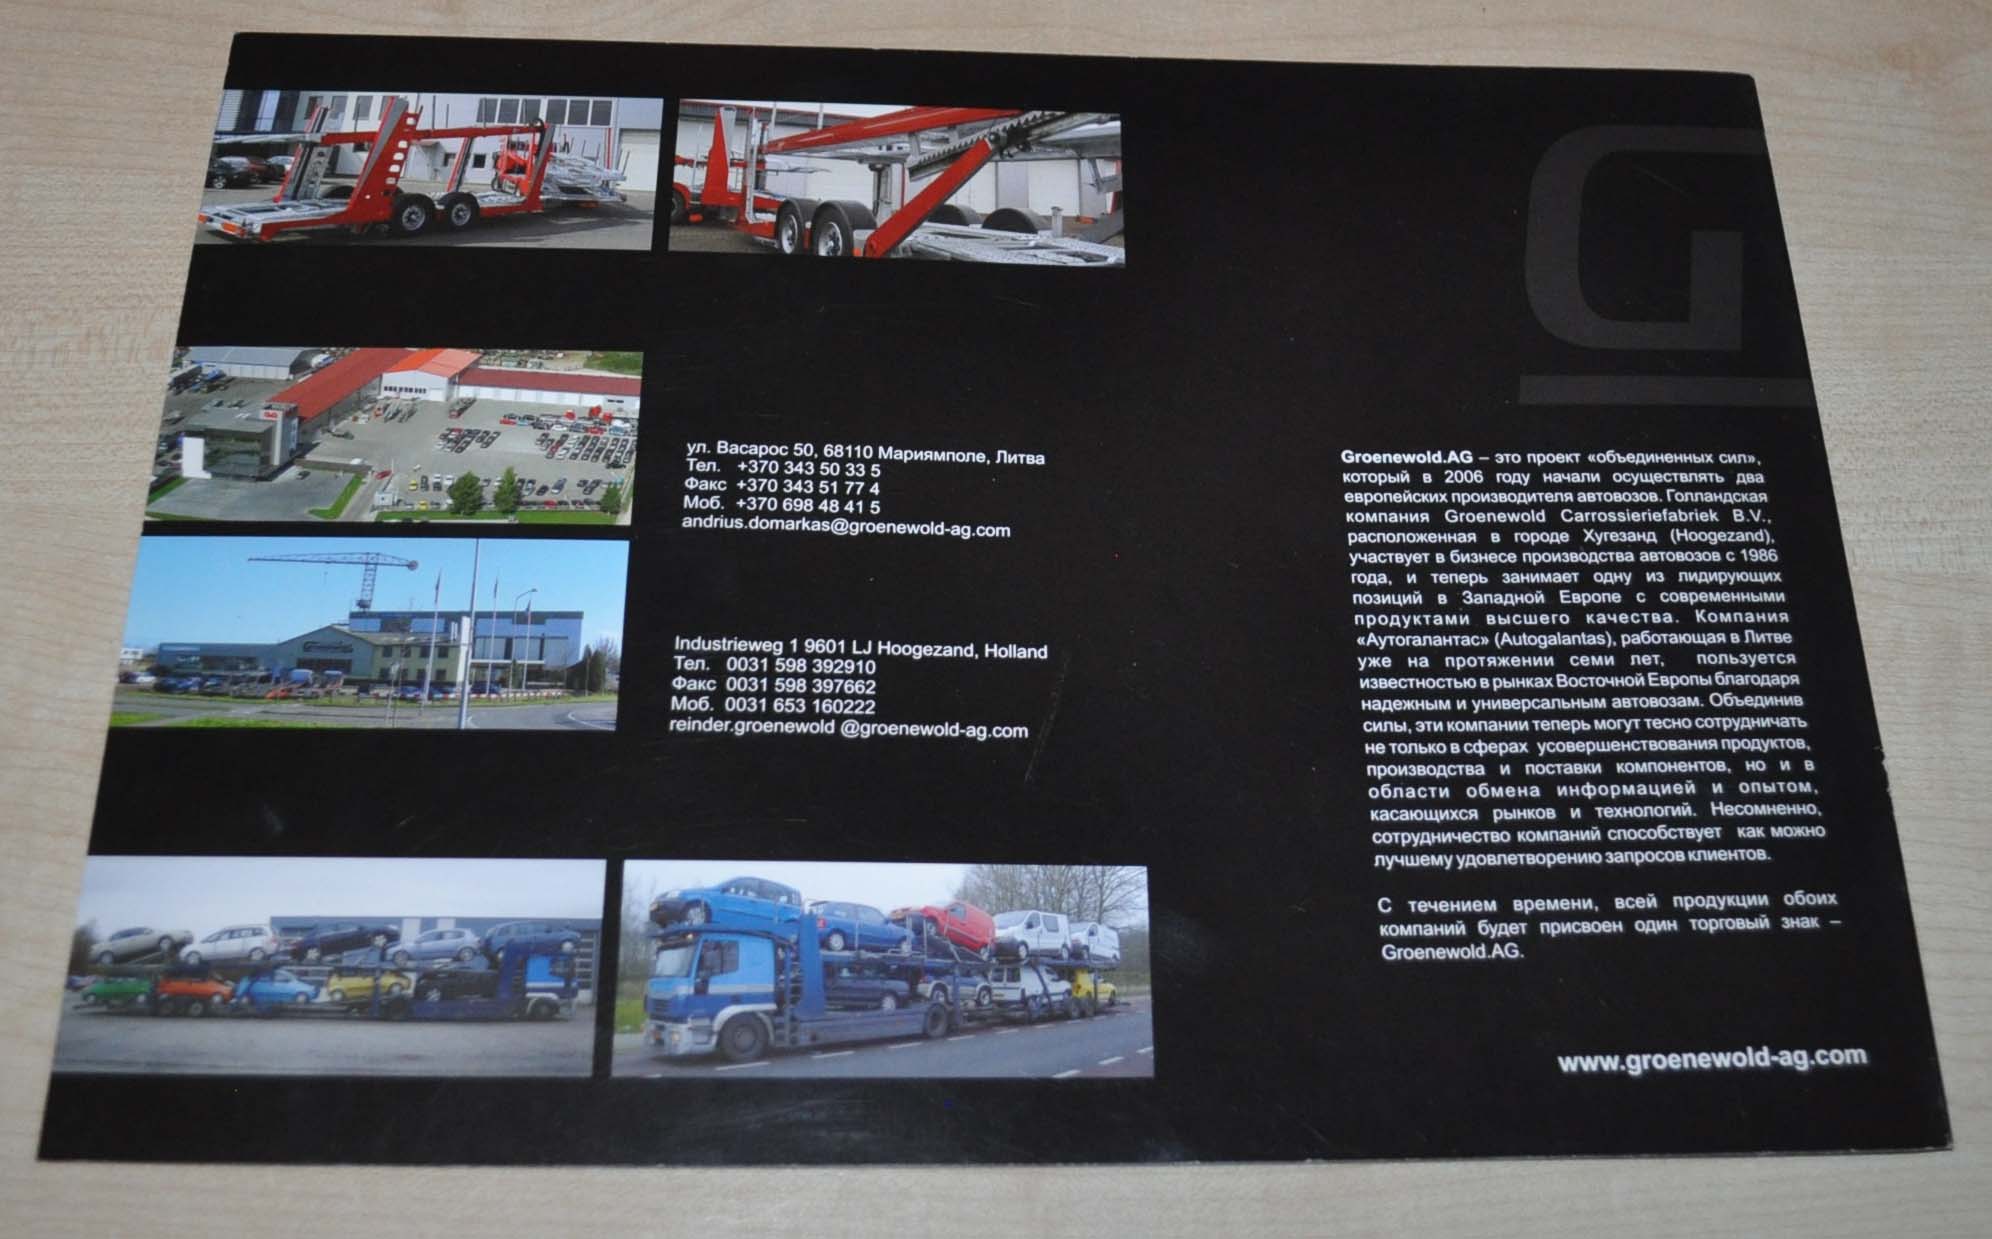 ул. Васарос 50, 68110 Мариямполе, Литва
Тел. +370 343 50 33 5
Факс +370 343 51 77 4
Моб. +370 698 48 41 5
andrius.domarkas@groenewold-ag.com
Industrieweg 1 9601 LJ Hoogezand, Holland
Тел. 0031 598 392910
Факс 0031 598 397662
Моб. 0031 653 160222
reinder.groenewold @groenewold-ag.com
G
Groenewold.AG – это проект «объединенных сил»,
который в 2006 году начали осуществлять два
европейских производителя автовозов. Голландская
компания Groenewold Carrossieriefabriek B.V.,
расположенная в городе Хугезанд (Hoogezand),
участвует в бизнесе производства автовозов с 1986
года, и теперь занимает одну из лидирующих
позиций в Западной Европе с современными
продуктами высшего качества. Компания
«Аутогалантас» (Autogalantas), работающая в Литве
уже на протяжении семи лет, пользуется
известностью в рынках Восточной Европы благодаря
надежным и универсальным автовозам. Объединив
силы, эти компании теперь могут тесно сотрудничать
не только в сферах усовершенствования продуктов,
производства и поставки компонентов, но и в
области обмена информацией и опытом,
касающихся рынков и технологий. Несомненно,
сотрудничество компаний способствует как можно
лучшему удовлетворению запросов клиентов.
С течением времени, всей продукции обоих
компаний будет присвоен один торговый знак –
Groenewold.AG.
www.groenewold-ag.com